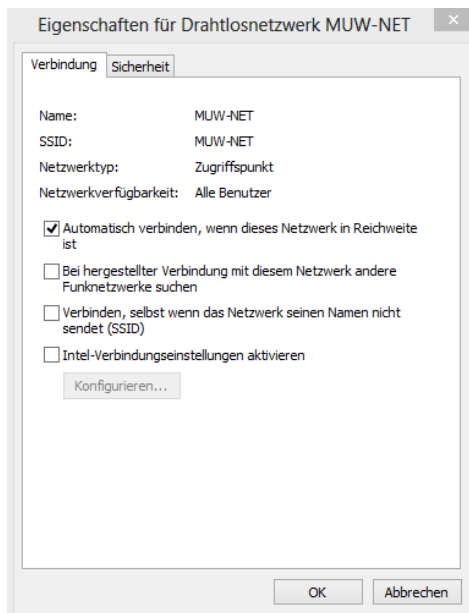 Eigenschaften für Drahtlosnetzwerk MUW-NET
Verbindung Sicherheit
Name: MUW-NET
SSID: MUW-NET
Netzwerktyp: Zugriffspunkt
Netzwerkverfügbarkeit: Alle Benutzer
Automatisch verbinden, wenn dieses Netzwerk in Reichweite
ist
Bei hergestellter Verbindung mit diesem Netzwerk andere
Funknetzwerke suchen
Verbinden, selbst wenn das Netzwerk seinen Namen nicht
sendet (SSID)
Intel-Verbindungseinstellungen aktivieren
Konfigurieren...
OK Abbrechen